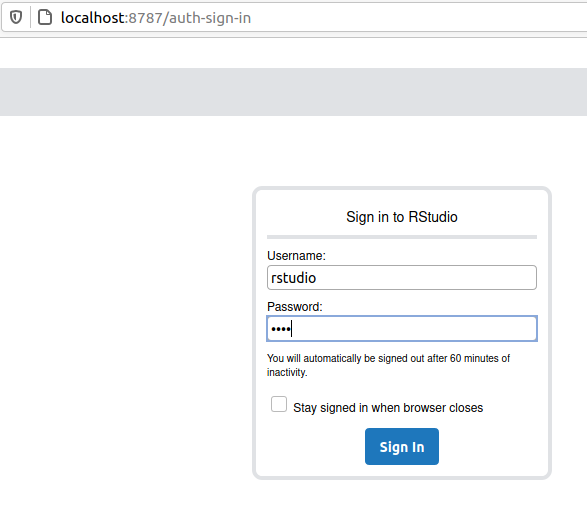 localhost:8787/auth-sign-in
Sign in to RStudio
Username:
rstudio
Password:
••••
You will automatically be signed out after 60 minutes of
inactivity.
Stay signed in when browser closes
Sign In